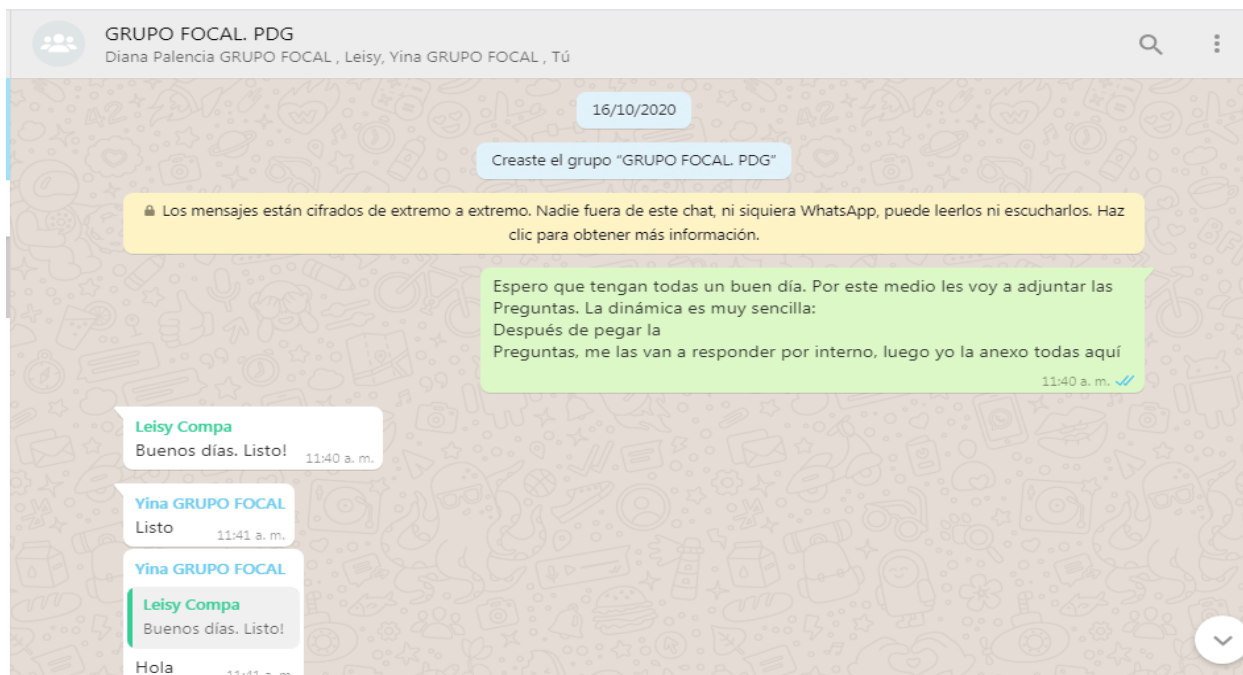 GRUPO FOCAL. PDG
Diana Palencia GRUPO FOCAL , Leisy, Yina GRUPO FOCAL , Tú
16/10/2020
Creaste el grupo "GRUPO FOCAL. PDG"
Los mensajes están cifrados de extremo a extremo. Nadie fuera de este chat, ni siquiera WhatsApp, puede leerlos ni escucharlos. Haz
clic para obtener más información.
Espero que tengan todas un buen día. Por este medio les voy a adjuntar las
Preguntas. La dinámica es muy sencilla:
Después de pegar la
Preguntas, me las van a responder por interno, luego yo la anexo todas aquí
11:40 a. m.
Leisy Compa
Buenos días. Listo! 11:40 a. m.
Yina GRUPO FOCAL
Listo 11:41 a. m.
Yina GRUPO FOCAL
Leisy Compa
Buenos días. Listo!
Hola 11:41 a. m.